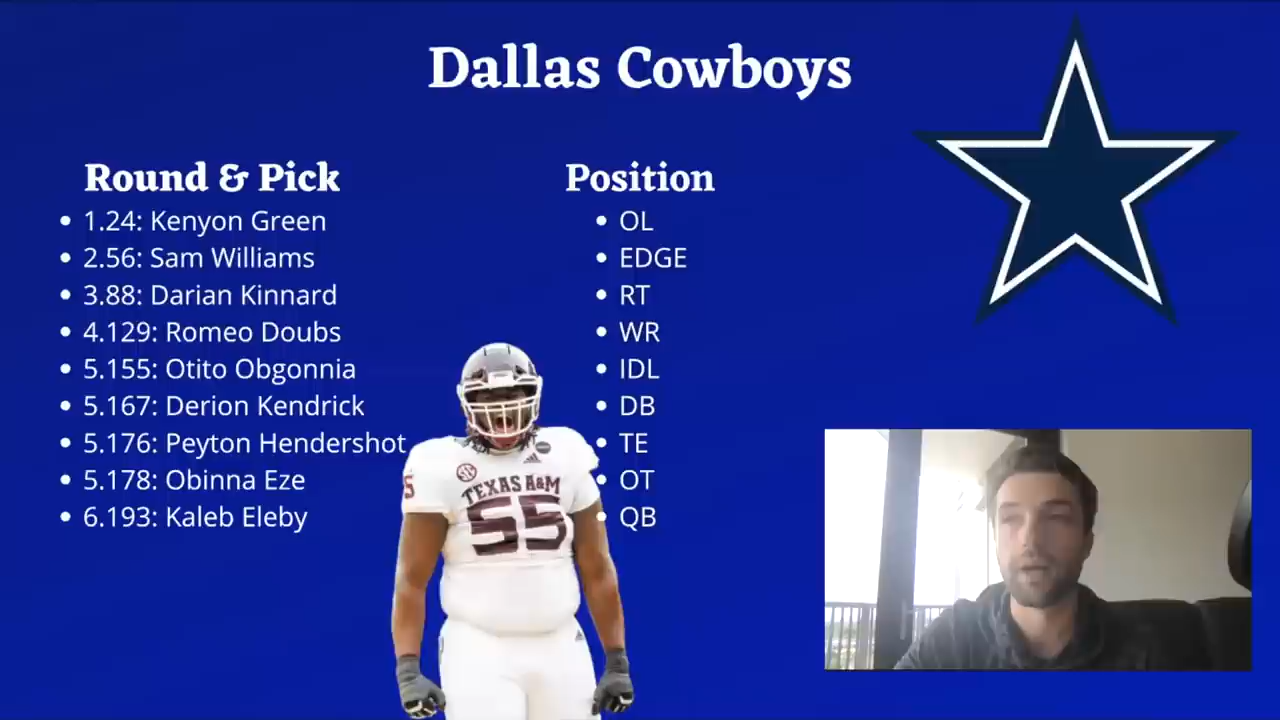 Dallas Cowboys
Round & Pick
1.24: Kenyon Green
2.56: Sam Williams
3.88: Darian Kinnard
4.129: Romeo Doubs
5.155: Otito Obgonnia
5.167: Derion Kendrick
5.176: Peyton Hendershot
5.178: Obinna Eze
6.193: Kaleb Eleby
Position
OL
EDGE
RT
WR
IDL
DB
TE
OT
QB
TEXAS A&M
55
5